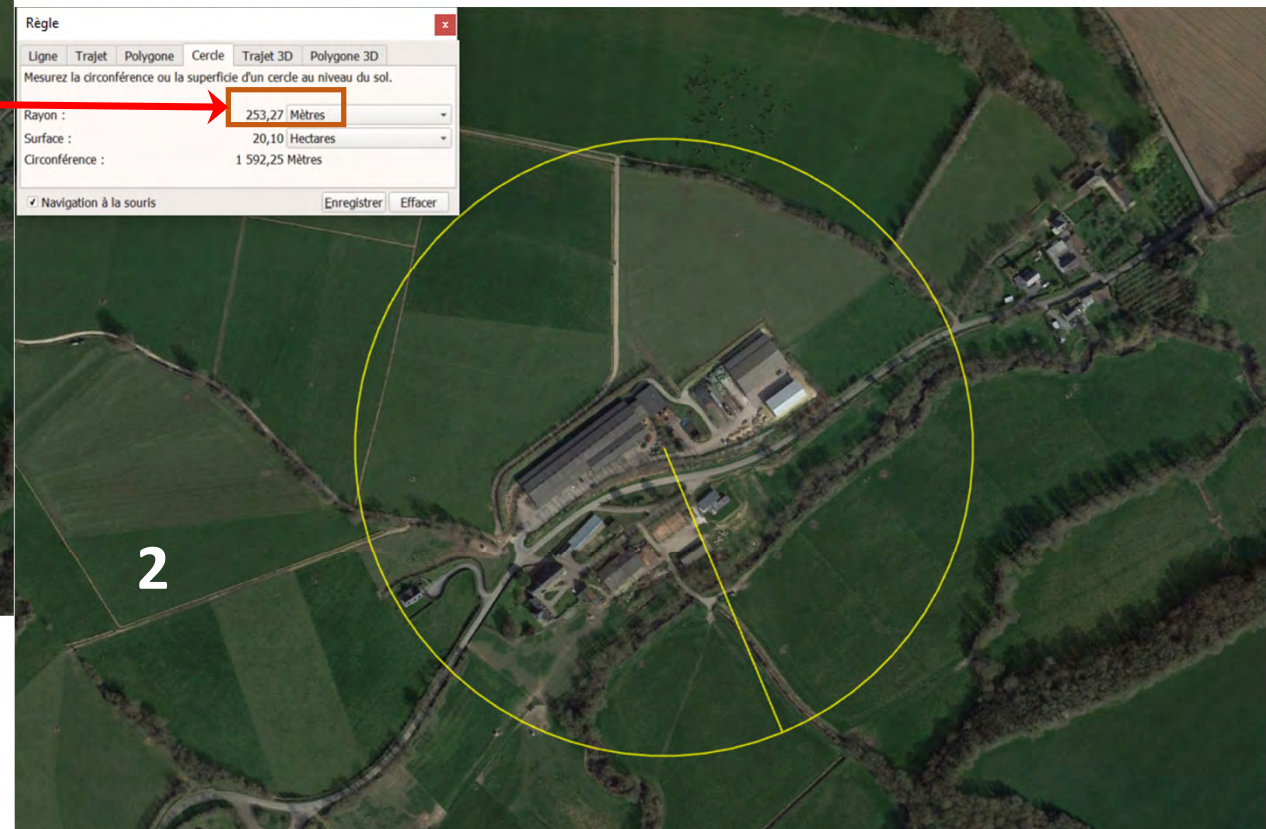 Règle
x
Ligne Trajet Polygone Cercle Trajet 3D Polygone 3D
Mesurez la circonférence ou la superficie d'un cercle au niveau du sol.
Rayon : 253,27 Mètres
Surface : 20,10 Hectares
Circonférence : 1 592,25 Mètres
Navigation à la souris Enregistrer Effacer
2